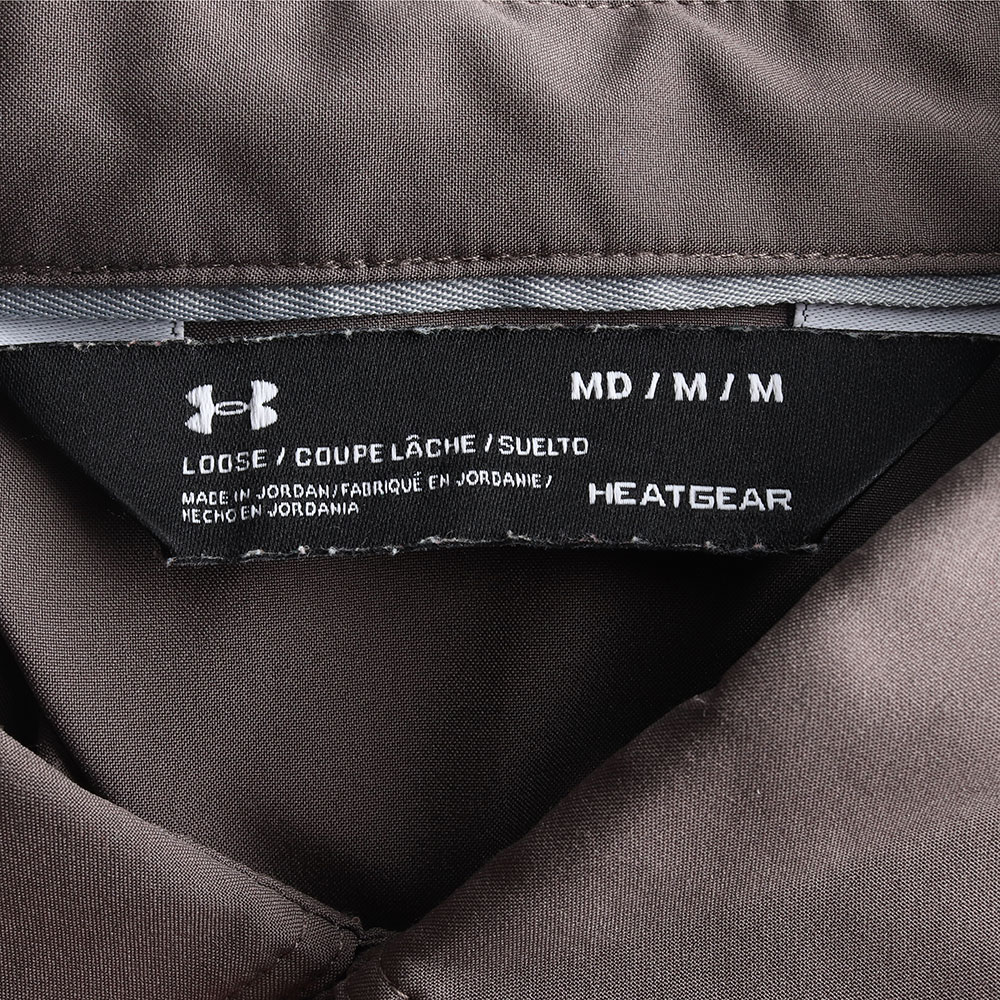 MD / M / M
LOOSE / COUPE LÂCHE / SUELTO
MADE IN JORDAN / FABRIQUÉ EN JORDANIE /
HECHO EN JORDANIA
HEATGEAR